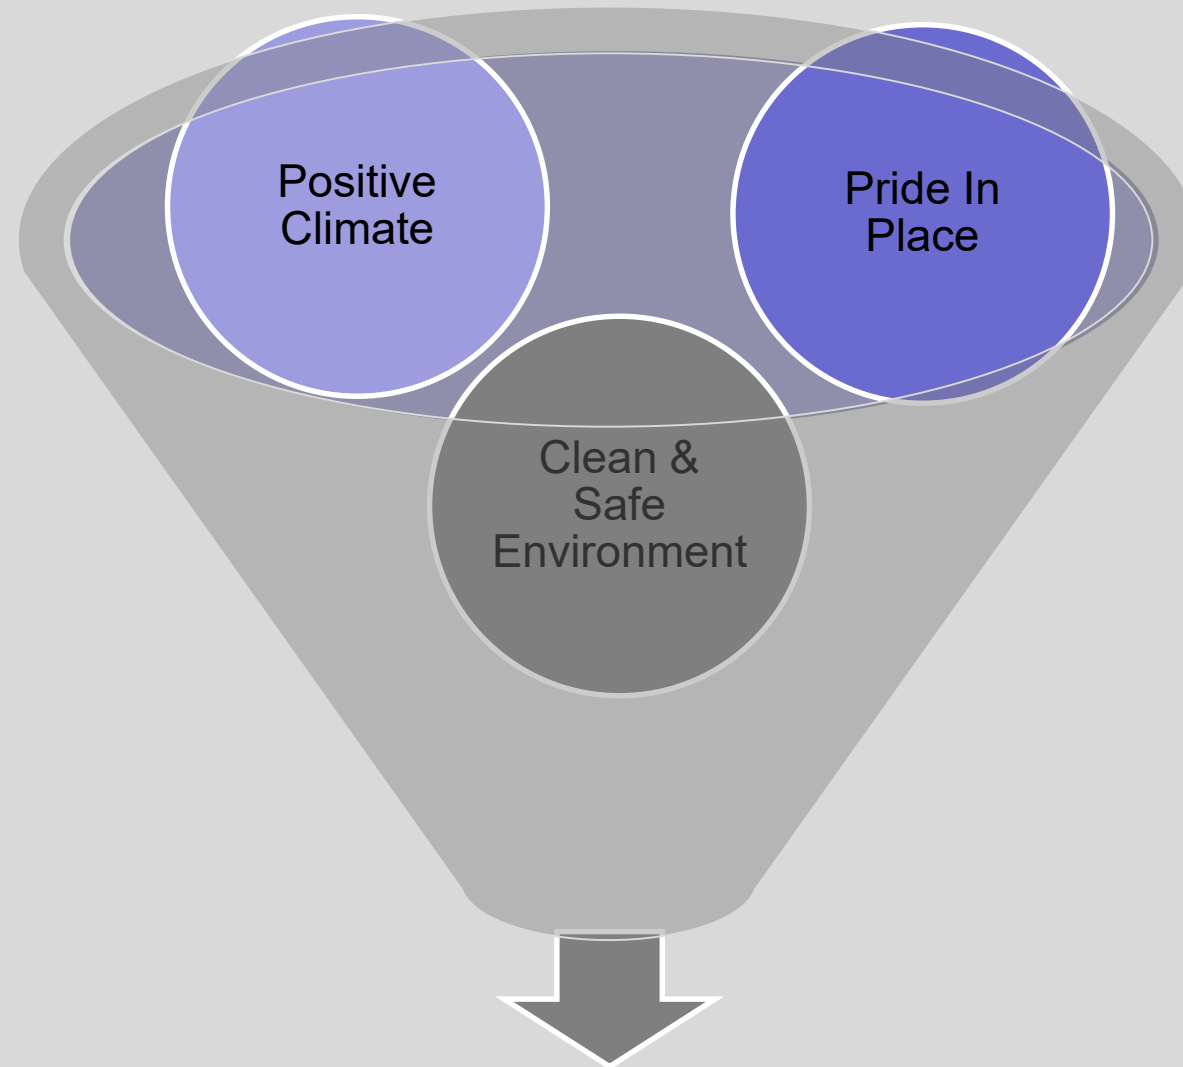 Positive
Climate
Pride In
Place
Clean &
Safe
Environment